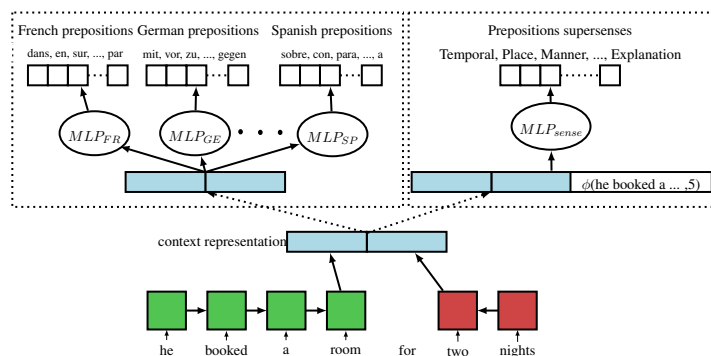 French prepositions German prepositions Spanish prepositions
dans, en, sur, ..., par mit, vor, zu, ..., gegen sobre, con, para, ..., a
MLP_FR MLP_GE MLP_SP
Prepositions supersenses
Temporal, Place, Manner, ..., Explanation
MLP_sense
ϕ(he booked a ... ,5)
context representation
he booked a room for two nights